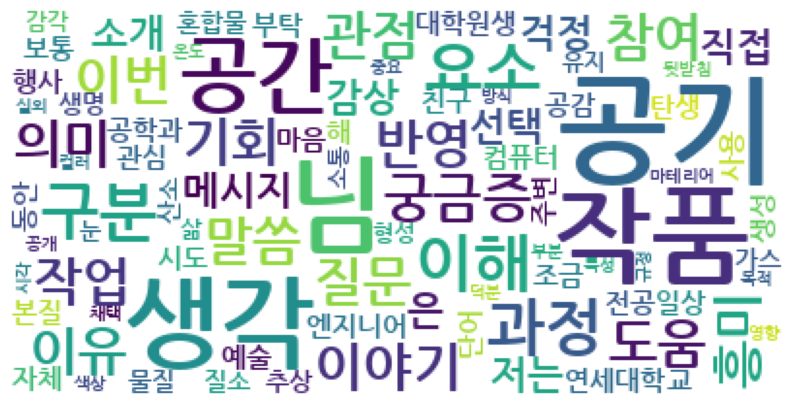 감각 소개 혼합물 부탁 관점 대학원생 걱정 참여 직접
보통 온도 이번 공간 중요 요소 유지 뒷받침
행사 감상 친구 방식 공감 탄생 공기
실외 생명 의미 공학과 기회 마음 해 반영 선택 사용
컬러 관심 소통 컴퓨터 마테리어
동안 눈 구분 산소 메시지 궁금증 주변 작품 생성
공개 삶 님 형성
시각 작업 시도 말씀 이해 부분 특성 규정 가스
본질 채택 생각 질문 덕분 조금 목적
이유 엔지니어 은 단어 과정 전공 일상 흥미 영향
자체 예술 이야기 도움
색상 물질 질소 추상 저는 연세대학교